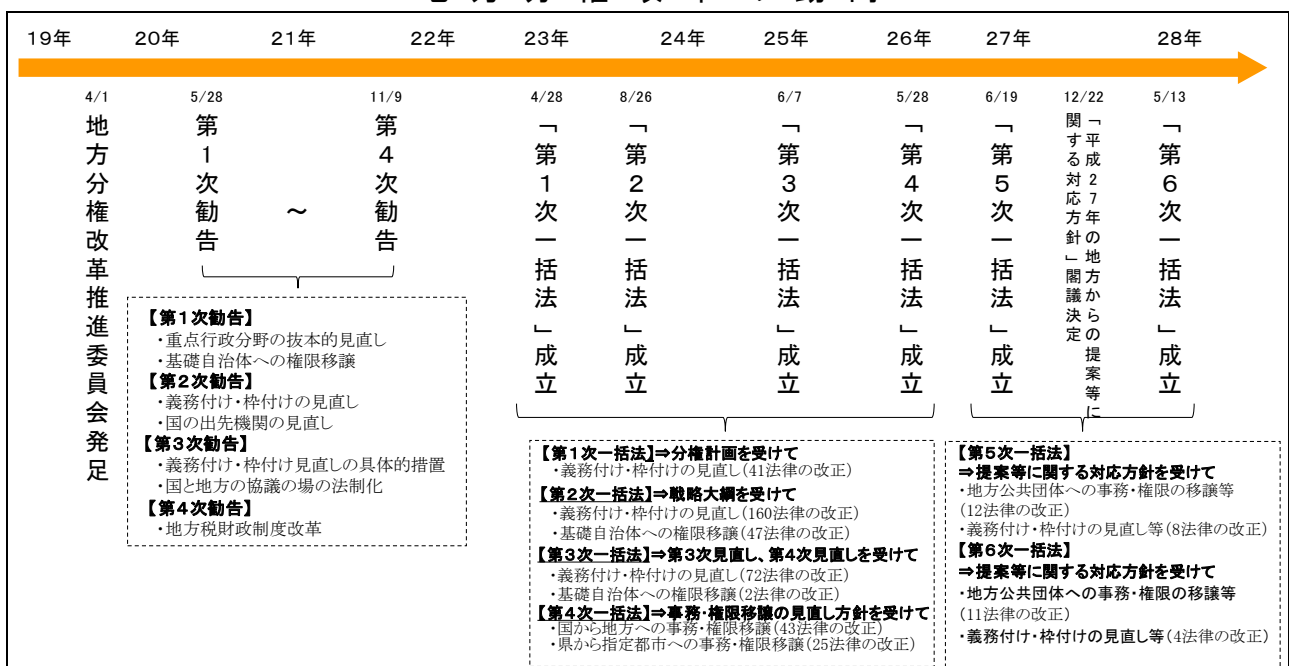 19年 20年 21年 22年 23年 24年 25年 26年 27年 28年
4/1 5/28 11/9 4/28 8/26 6/7 5/28 6/19 12/22 5/13
地方分権改革推進委員会発足
第1次勧告
~
第4次勧告
「第1次一括法」成立
「第2次一括法」成立
「第3次一括法」成立
「第4次一括法」成立
「第5次一括法」成立
「平成27年の地方からの提案等に
関する対応方針」閣議決定
「第6次一括法」成立
【第1次勧告】
・重点行政分野の抜本的見直し
・基礎自治体への権限移譲
【第2次勧告】
・義務付け・枠付けの見直し
・国の出先機関の見直し
【第3次勧告】
・義務付け・枠付け見直しの具体的措置
・国と地方の協議の場の法制化
【第4次勧告】
・地方税財政制度改革
【第1次一括法】⇒分権計画を受けて
・義務付け・枠付けの見直し(41法律の改正)
【第2次一括法】⇒戦略大綱を受けて
・義務付け・枠付けの見直し(160法律の改正)
・基礎自治体への権限移譲(47法律の改正)
【第3次一括法】⇒第3次見直し、第4次見直しを受けて
・義務付け・枠付けの見直し(72法律の改正)
・基礎自治体への権限移譲(2法律の改正)
【第4次一括法】⇒事務・権限移譲の見直し方針を受けて
・国から地方への事務・権限移譲(43法律の改正)
・県から指定都市への事務・権限移譲(25法律の改正)
【第5次一括法】
⇒提案等に関する対応方針を受けて
・地方公共団体への事務・権限の移譲等
(12法律の改正)
・義務付け・枠付けの見直し等(8法律の改正)
【第6次一括法】
⇒提案等に関する対応方針を受けて
・地方公共団体への事務・権限の移譲等
(11法律の改正)
・義務付け・枠付けの見直し等(4法律の改正)